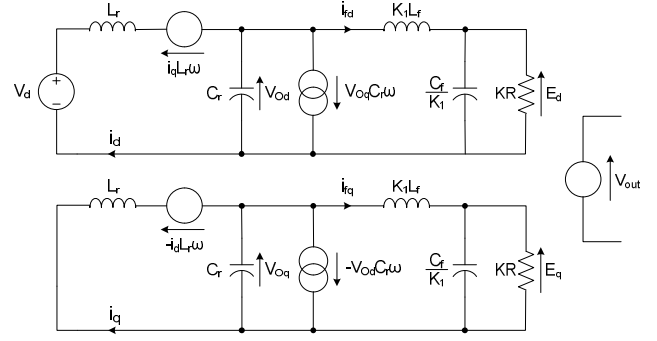 Lr
ifd
K1Lf
iqLrω
Vd
+
−
Cr
VOd
VOqCrω
Cf
K1
KR
Ed
id
Vout
Lr
ifq
K1Lf
-idLrω
Cr
VOq
-VOdCrω
Cf
K1
KR
Eq
iq